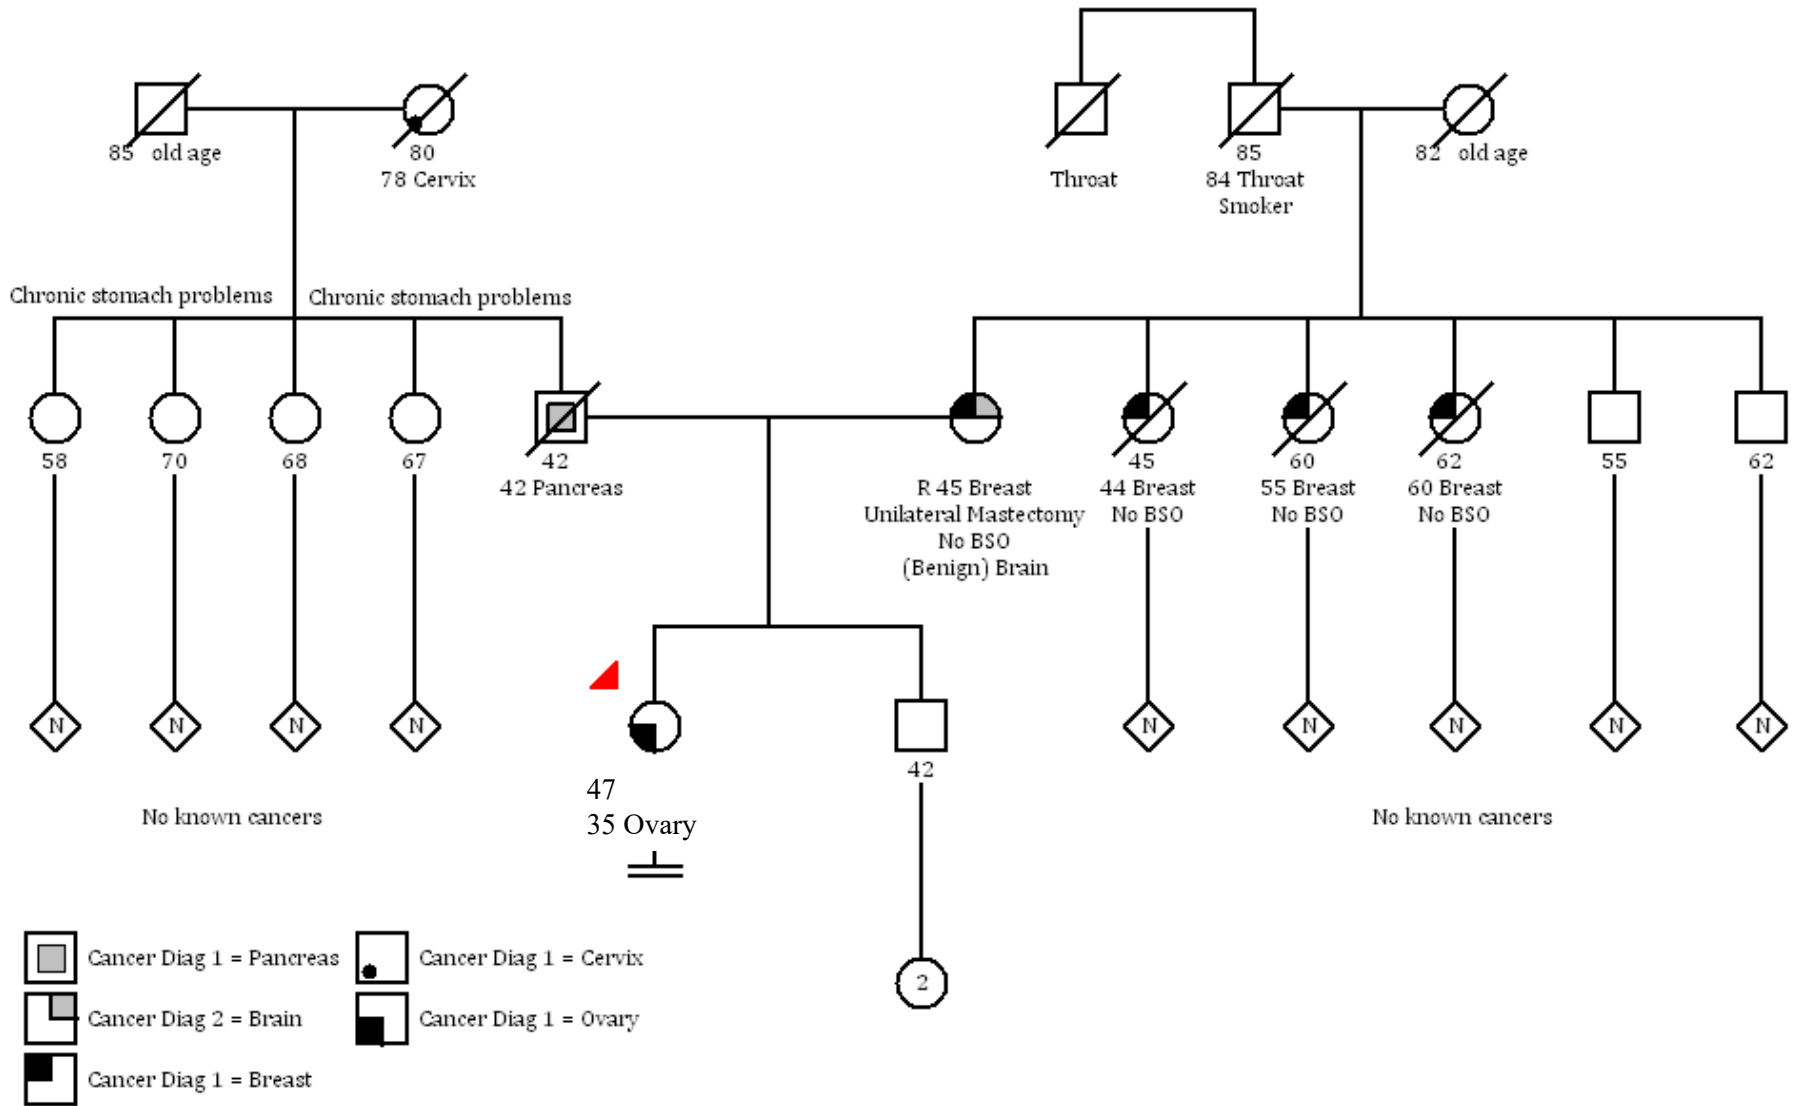 85 old age
80
78 Cervix
Throat
85
84 Throat
Smoker
82 old age
Chronic stomach problems
Chronic stomach problems
58
70
68
67
42
42 Pancreas
R 45 Breast
Unilateral Mastectomy
No BSO
(Benign) Brain
45
44 Breast
No BSO
60
55 Breast
No BSO
62
60 Breast
No BSO
55
62
N
N
N
N
47
35 Ovary
42
N
N
N
N
N
No known cancers
No known cancers
2
Cancer Diag 1 = Pancreas
Cancer Diag 2 = Brain
Cancer Diag 1 = Breast
Cancer Diag 1 = Cervix
Cancer Diag 1 = Ovary